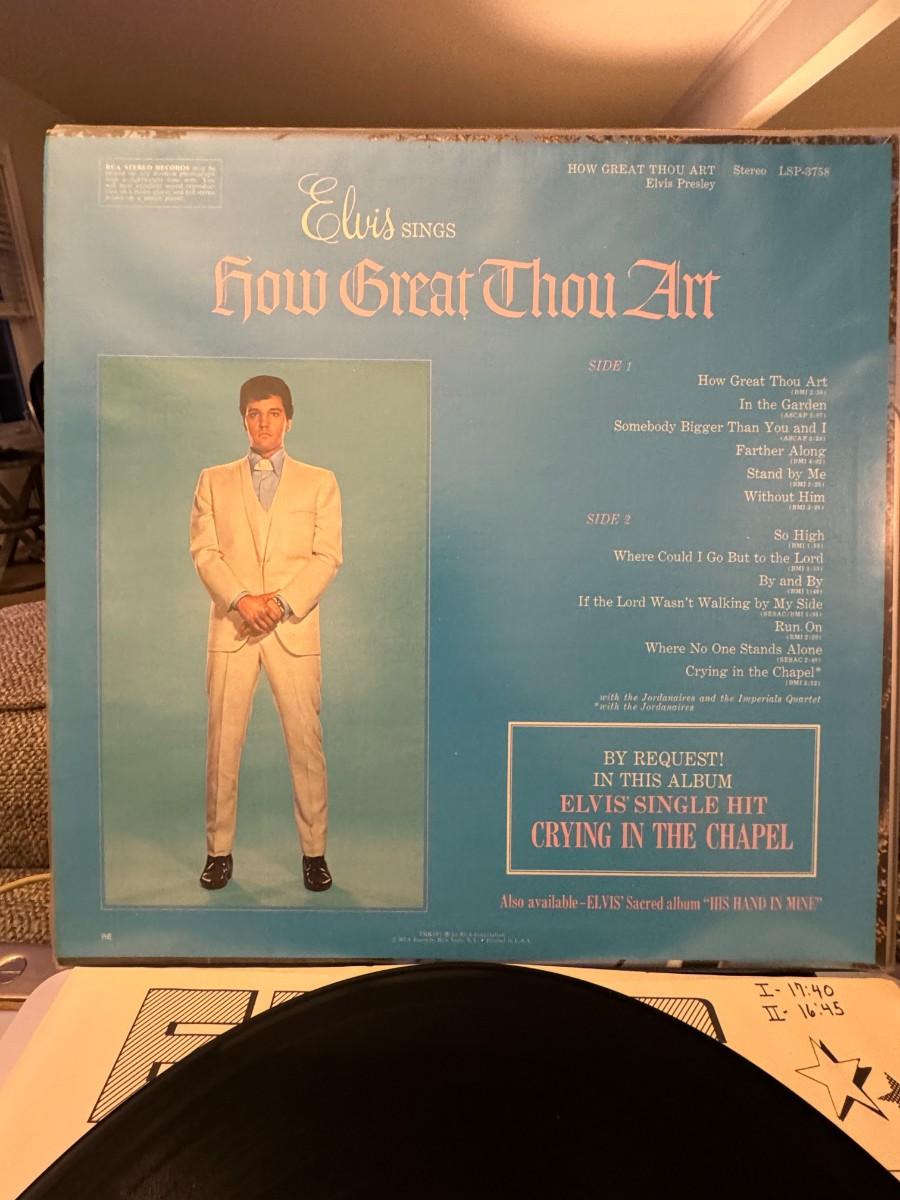 RCA STEREO RECORDS may be
HOW GREAT THOU ART Stereo LSP-3758
Elvis Presley
Elvis SINGS
How Great Thou Art
SIDE 1
How Great Thou Art
In the Garden
Somebody Bigger Than You and I
Farther Along
Stand by Me
Without Him
SIDE 2
So High
Where Could I Go But to the Lord
By and By
If the Lord Wasn't Walking by My Side
Run On
Where No One Stands Alone
Crying in the Chapel*
with the Jordanaires and the Imperials Quartet
*with the Jordanaires
BY REQUEST!
IN THIS ALBUM
ELVIS' SINGLE HIT
CRYING IN THE CHAPEL
Also available—ELVIS' Sacred album "HIS HAND IN MINE"
I- 17:40
II- 16:45